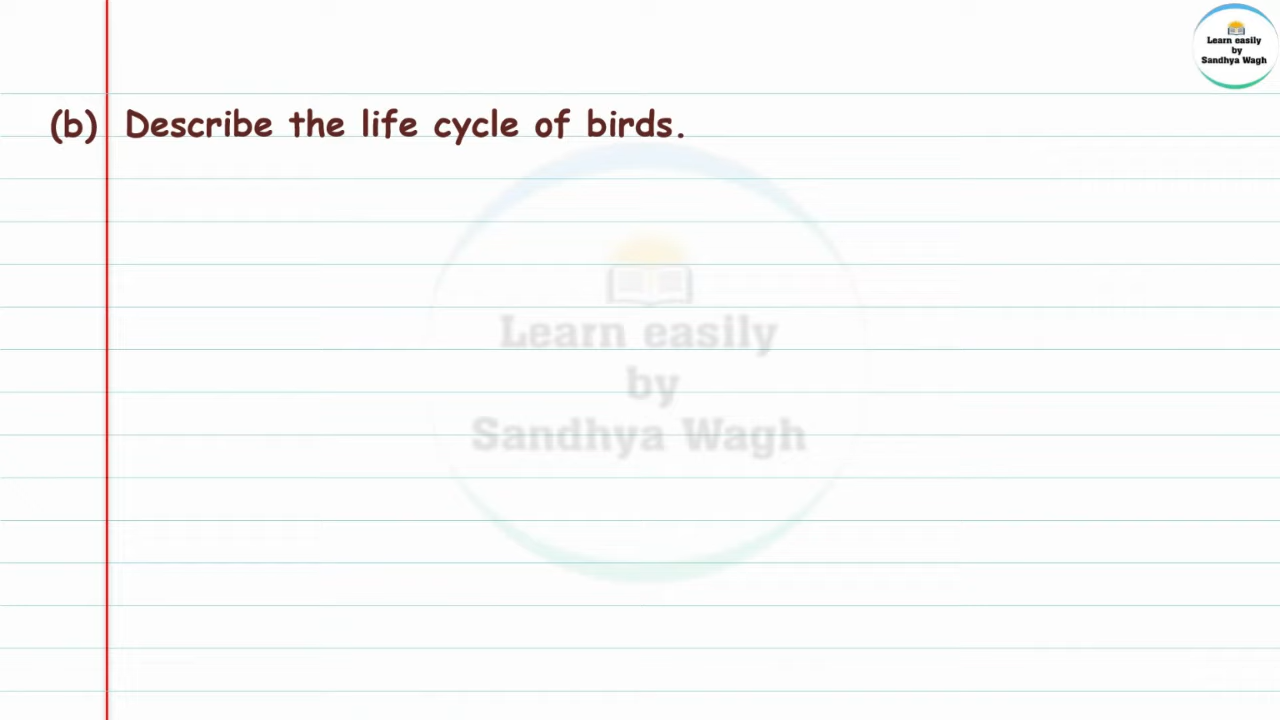 Learn easily
by
Sandhya Wagh
(b) Describe the life cycle of birds.
Learn easily
by
Sandhya Wagh